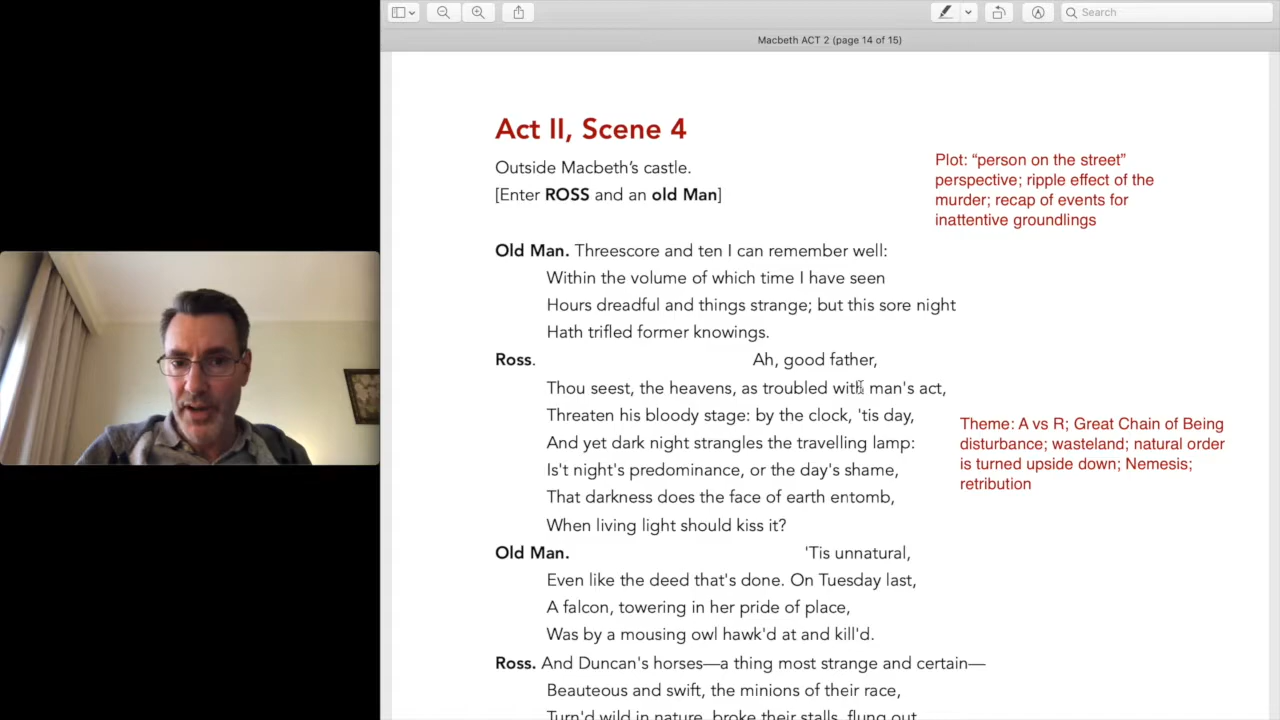 Search
Macbeth ACT 2 (page 14 of 15)
Act II, Scene 4
Outside Macbeth's castle.
[Enter ROSS and an old Man]
Plot: “person on the street”
perspective; ripple effect of the
murder; recap of events for
inattentive groundlings
Old Man. Threescore and ten I can remember well:
Within the volume of which time I have seen
Hours dreadful and things strange; but this sore night
Hath trifled former knowings.
Ross. Ah, good father,
Thou seest, the heavens, as troubled with man's act,
Threaten his bloody stage: by the clock, 'tis day,
And yet dark night strangles the travelling lamp:
Is't night's predominance, or the day's shame,
That darkness does the face of earth entomb,
When living light should kiss it?
Theme: A vs R; Great Chain of Being
disturbance; wasteland; natural order
is turned upside down; Nemesis;
retribution
Old Man. 'Tis unnatural,
Even like the deed that's done. On Tuesday last,
A falcon, towering in her pride of place,
Was by a mousing owl hawk'd at and kill'd.
Ross. And Duncan's horses—a thing most strange and certain—
Beauteous and swift, the minions of their race,
Turn'd wild in nature, broke their stalls, flung out,